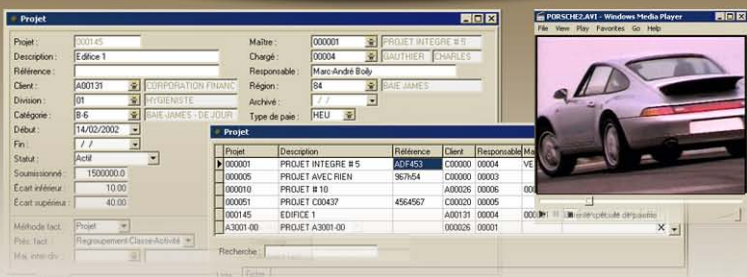 Projet
Projet : 000145 Maître : 000001 PROJET INTEGRE # 5
Description : Edifice 1 Chargé : 00004 GAUTHIER CHARLES
Référence : Responsable : Marc-André Boily
Client : A00131 CORPORATION FINANC Région : 84 BAIE JAMES
Division : 01 HYGIENISTE Archivé : / /
Catégorie : B-6 BAIE-JAMES - DE JOUR Type de paie : HEU
Début : 14/02/2002
Fin : / /
Statut : Actif
Soumissionné : 1500000.0
Écart inférieur : 10.00
Écart supérieur : 40.00
Méthode fact. Projet
Prés. fact. : Regroupement-Classe-Activité
Maj. inter-div. :
Projet
Projet Description Référence Client Responsable Ma
000001 PROJET INTEGRE # 5 ADF453 C00000 00004 VE
000005 PROJET AVEC RIEN 967h54 C00000 00003
000010 PROJET # 10 A00026 00006 000
000051 PROJET C00437 4564567 C00020 00005
000145 EDIFICE 1 A00131 00004
A3001-00 PROJET A3001-00 000026 00001
Recherche :
PORSCHE2.AVI - Windows Media Player
File View Play Favorites Go Help